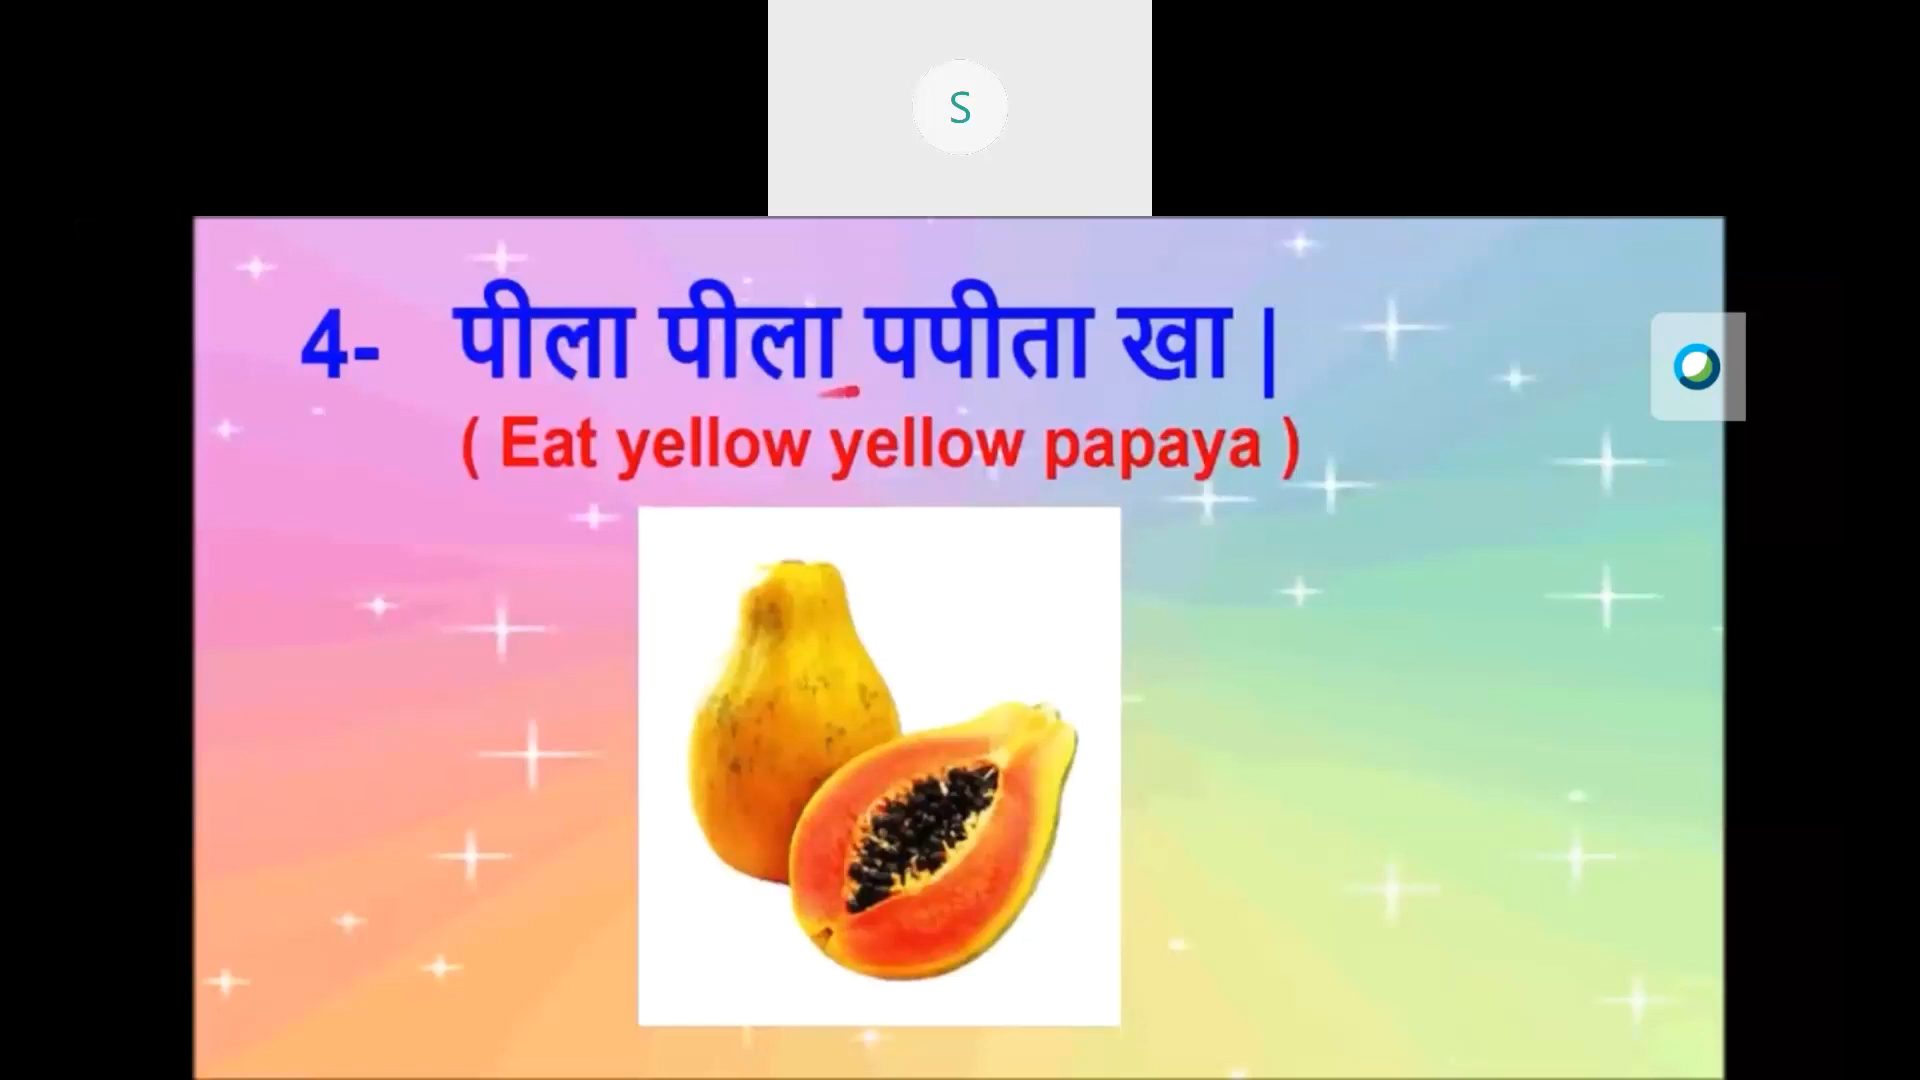 S
4- पीला पीला पपीता खा |
( Eat yellow yellow papaya )